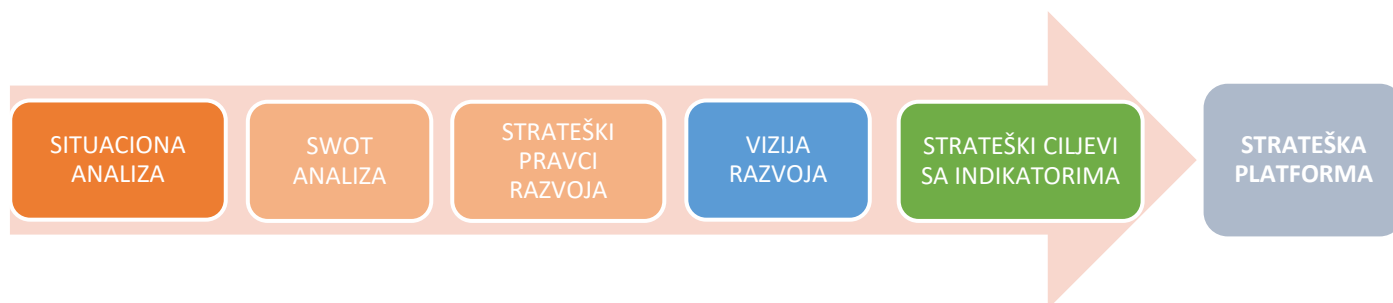 SITUACIONA
ANALIZA
SWOT
ANALIZA
STRATEŠKI
PRAVCI
RAZVOJA
VIZIJA
RAZVOJA
STRATEŠKI CILJEVI
SA INDIKATORIMA
STRATEŠKA
PLATFORMA